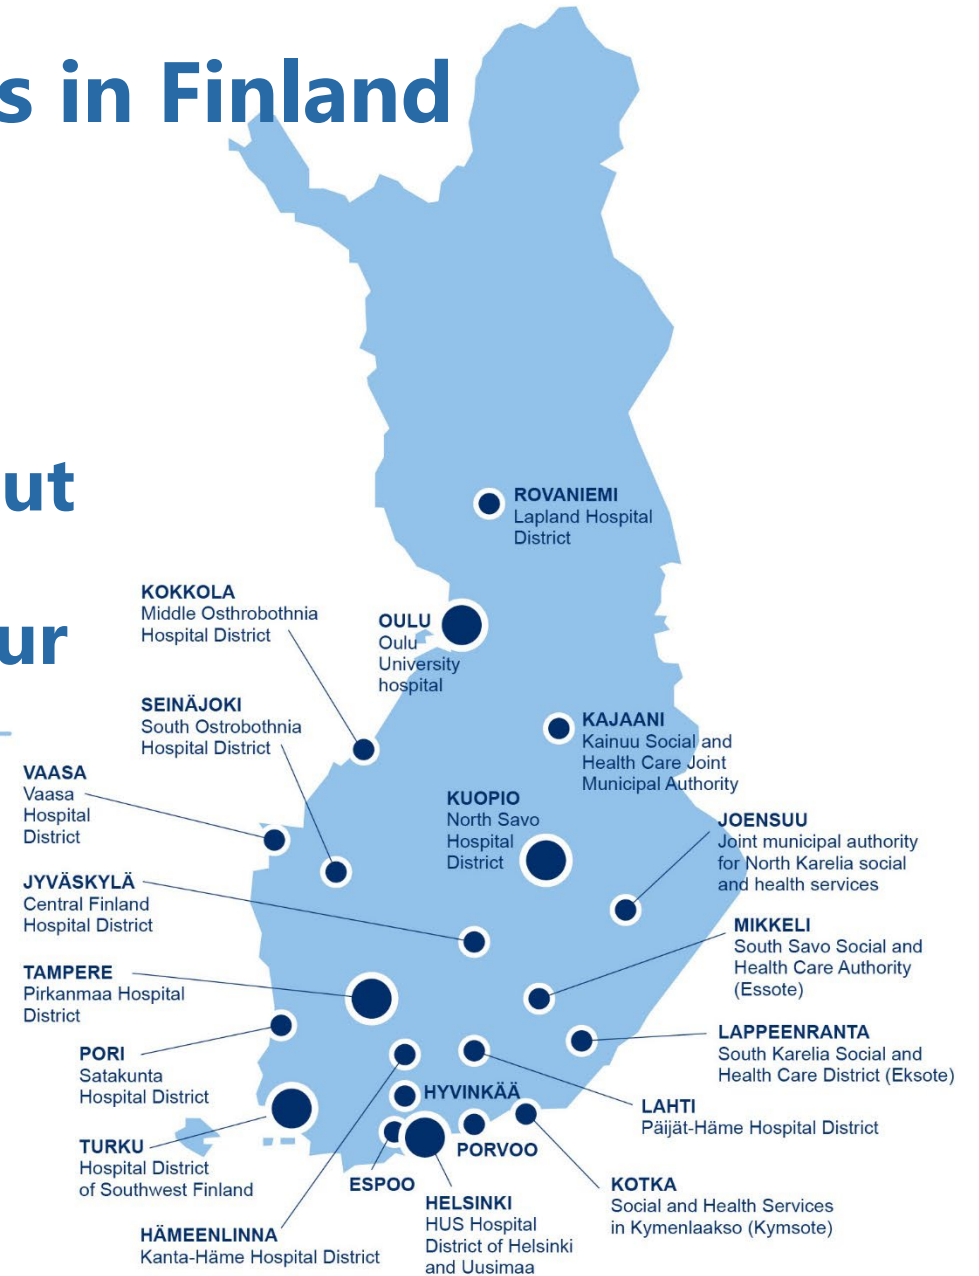 s in Finland
ut
ur
ROVANIEMI
Lapland Hospital
District
KOKKOLA
Middle Osthrobothnia
Hospital District
OULU
Oulu
University
hospital
SEINÄJOKI
South Ostrobothnia
Hospital District
KAJAANI
Kainuu Social and
Health Care Joint
Municipal Authority
VAASA
Vaasa
Hospital
District
KUOPIO
North Savo
Hospital
District
JOENSUU
Joint municipal authority
for North Karelia social
and health services
JYVÄSKYLÄ
Central Finland
Hospital District
MIKKELI
South Savo Social and
Health Care Authority
(Essote)
TAMPERE
Pirkanmaa Hospital
District
LAPPEENRANTA
South Karelia Social and
Health Care District (Eksote)
PORI
Satakunta
Hospital District
HYVINKÄÄ
LAHTI
Päijät-Häme Hospital District
TURKU
Hospital District
of Southwest Finland
PORVOO
ESPOO
KOTKA
Social and Health Services
in Kymenlaakso (Kymsote)
HELSINKI
HUS Hospital
District of Helsinki
and Uusimaa
HÄMEENLINNA
Kanta-Häme Hospital District